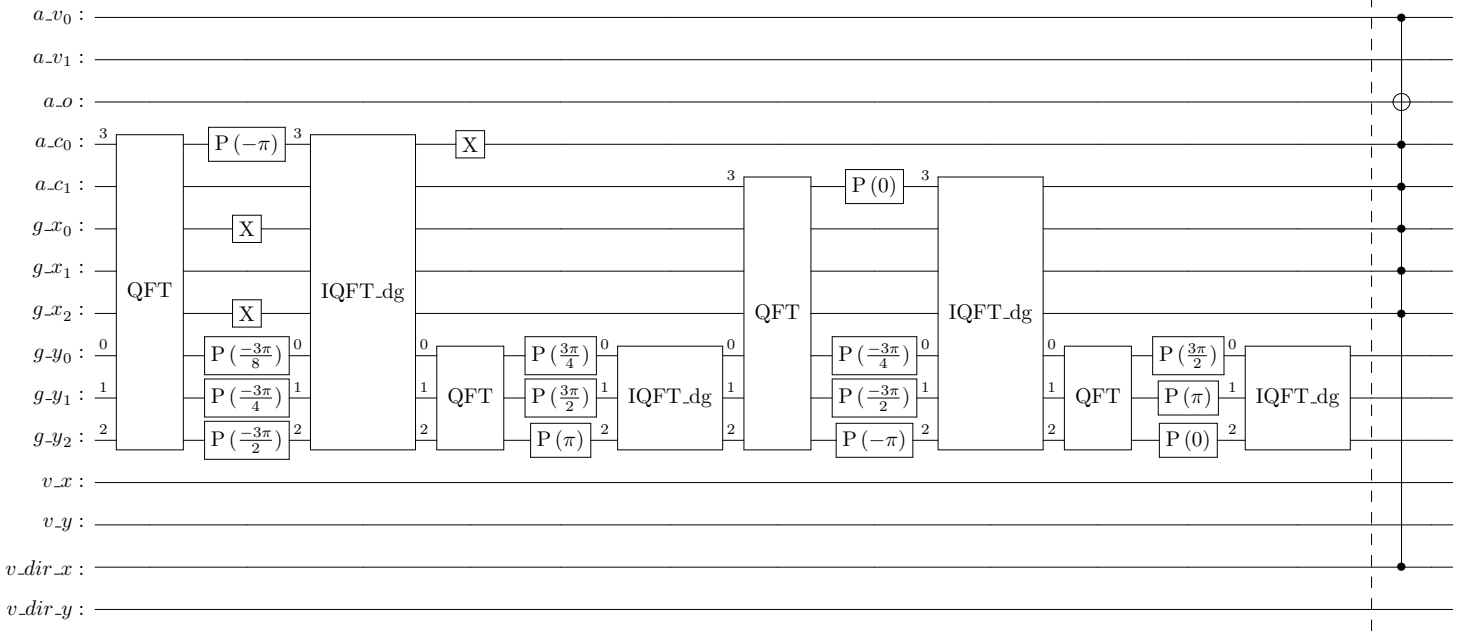 a_v₀ :
a_v₁ :
a_o :
a_c₀ : 3 P(−π) 3 X
a_c₁ : 3 P(0) 3
g_x₀ : X
g_x₁ : QFT IQFT_dg
g_x₂ : X QFT IQFT_dg
g_y₀ : 0 P(−3π/8) 0 0 P(3π/4) 0 0 P(−3π/4) 0 0 P(3π/2) 0
g_y₁ : 1 P(−3π/4) 1 1 QFT P(3π/2) 1 IQFT_dg 1 P(−3π/2) 1 1 QFT P(π) 1 IQFT_dg
g_y₂ : 2 P(−3π/2) 2 2 P(π) 2 2 P(−π) 2 2 P(0) 2
v_x :
v_y :
v_dir_x :
v_dir_y :